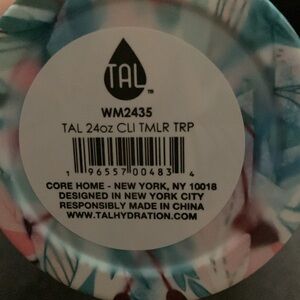 TAL™
WM2435
TAL 24oz CLI TMLR TRP
1 96557 00483 4
CORE HOME - NEW YORK, NY 10018
DESIGNED IN NEW YORK CITY
RESPONSIBLY MADE IN CHINA
WWW.TALHYDRATION.COM